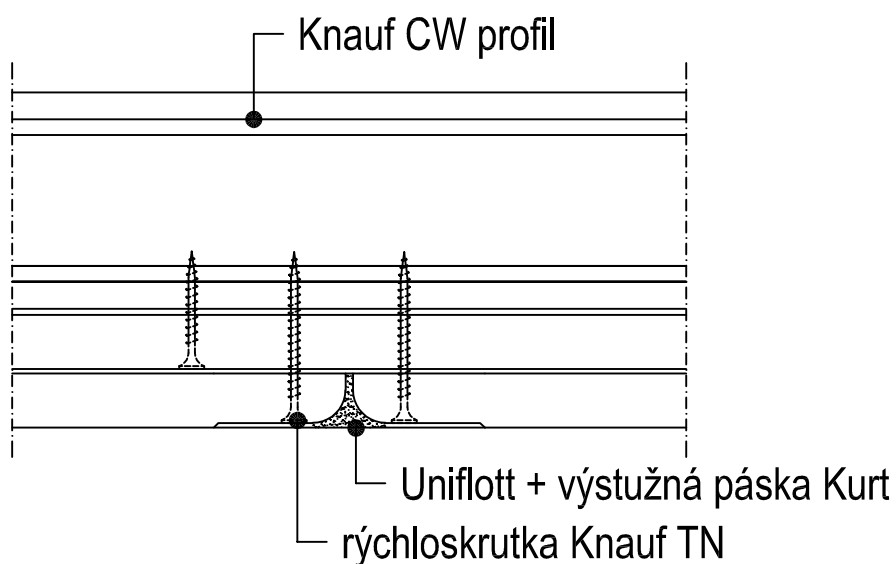 Knauf CW profil
Uniflott + výstužná páska Kurt
rýchloskrutka Knauf TN